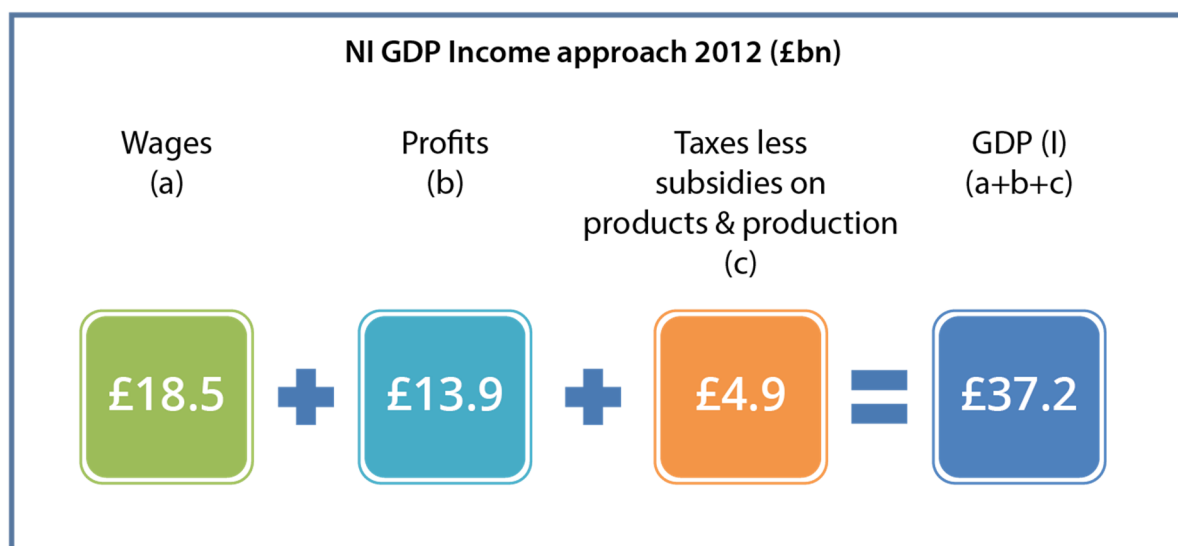 NI GDP Income approach 2012 (£bn)
Wages
(a)
Profits
(b)
Taxes less
subsidies on
products & production
(c)
GDP (I)
(a+b+c)
£18.5
£13.9
£4.9
£37.2